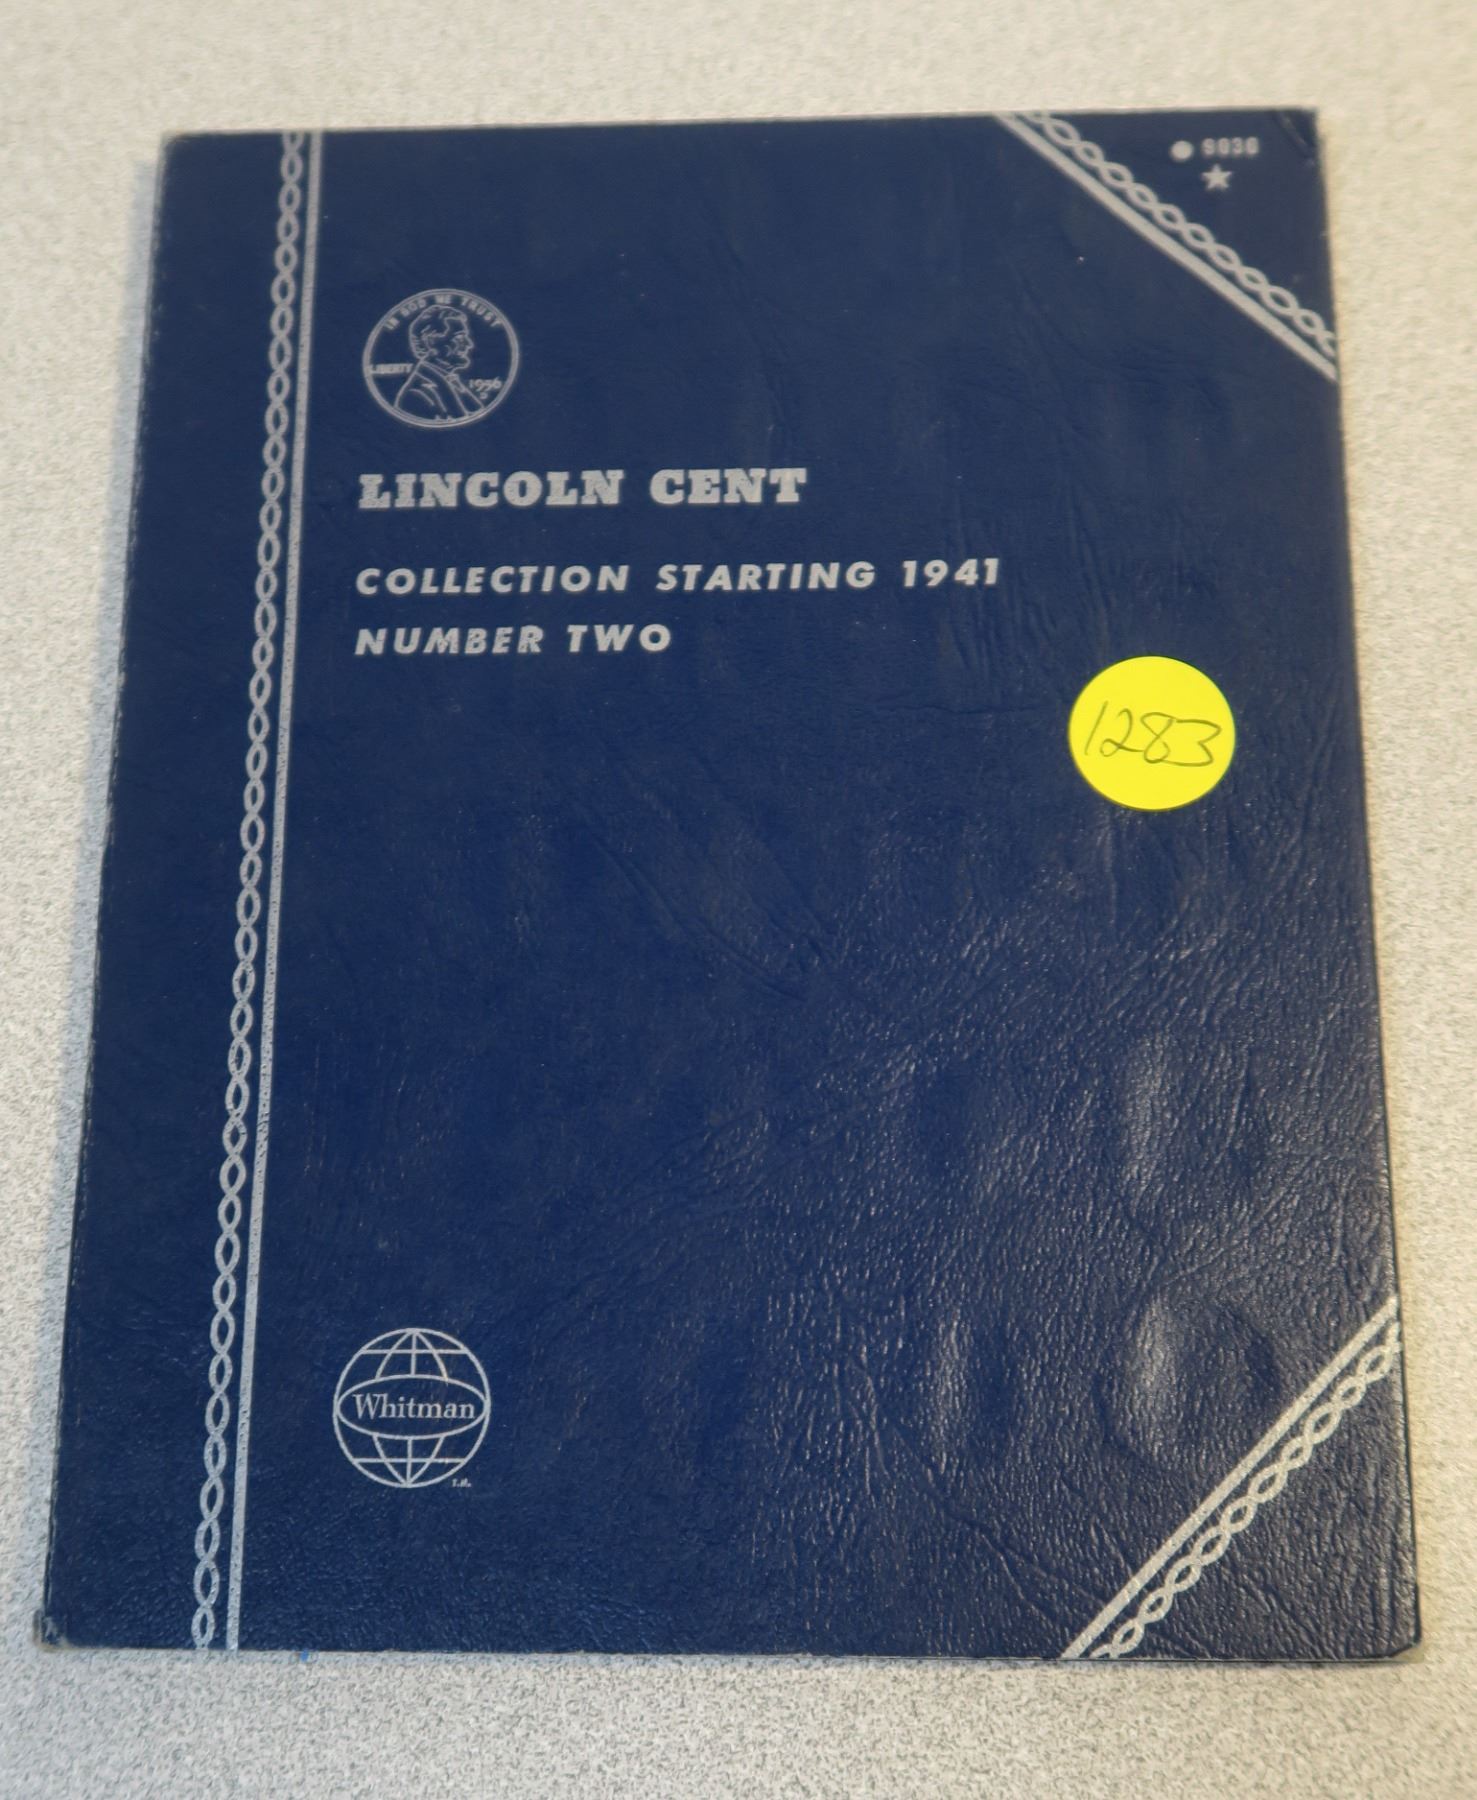 9030
IN GOD WE TRUST
LIBERTY
1956
LINCOLN CENT
COLLECTION STARTING 1941
NUMBER TWO
1283
Whitman
T.M.